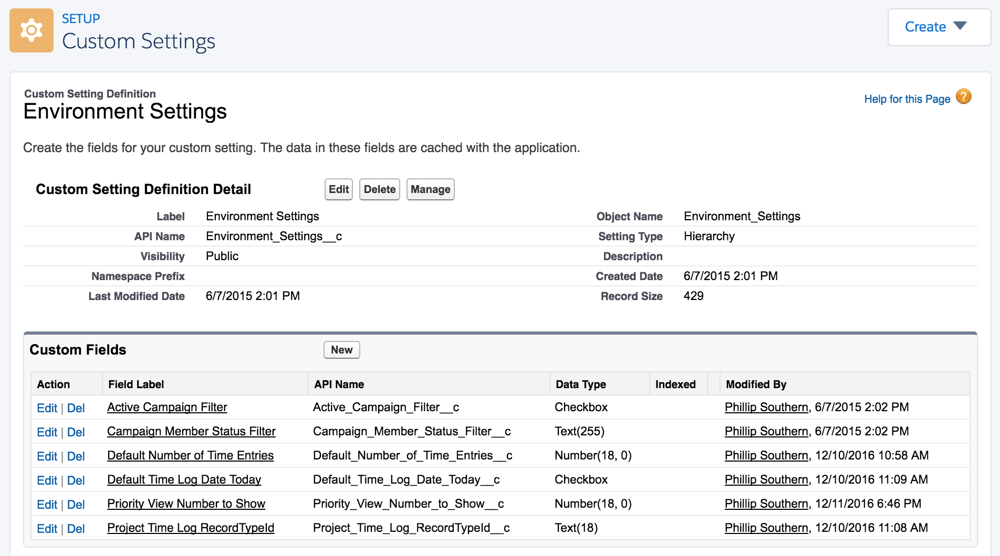 SETUP
Custom Settings
Create
Custom Setting Definition
Environment Settings
Help for this Page ?
Create the fields for your custom setting. The data in these fields are cached with the application.
Custom Setting Definition Detail Edit Delete Manage
Label Environment Settings Object Name Environment_Settings
API Name Environment_Settings__c Setting Type Hierarchy
Visibility Public Description
Namespace Prefix Created Date 6/7/2015 2:01 PM
Last Modified Date 6/7/2015 2:01 PM Record Size 429
Custom Fields New
Action Field Label API Name Data Type Indexed Modified By
Edit | Del Active Campaign Filter Active_Campaign_Filter__c Checkbox Phillip Southern, 6/7/2015 2:02 PM
Edit | Del Campaign Member Status Filter Campaign_Member_Status_Filter__c Text(255) Phillip Southern, 6/7/2015 2:02 PM
Edit | Del Default Number of Time Entries Default_Number_of_Time_Entries__c Number(18, 0) Phillip Southern, 12/10/2016 10:58 AM
Edit | Del Default Time Log Date Today Default_Time_Log_Date_Today__c Checkbox Phillip Southern, 12/10/2016 11:09 AM
Edit | Del Priority View Number to Show Priority_View_Number_to_Show__c Number(18, 0) Phillip Southern, 12/11/2016 6:46 PM
Edit | Del Project Time Log RecordTypeId Project_Time_Log_RecordTypeId__c Text(18) Phillip Southern, 12/10/2016 11:08 AM